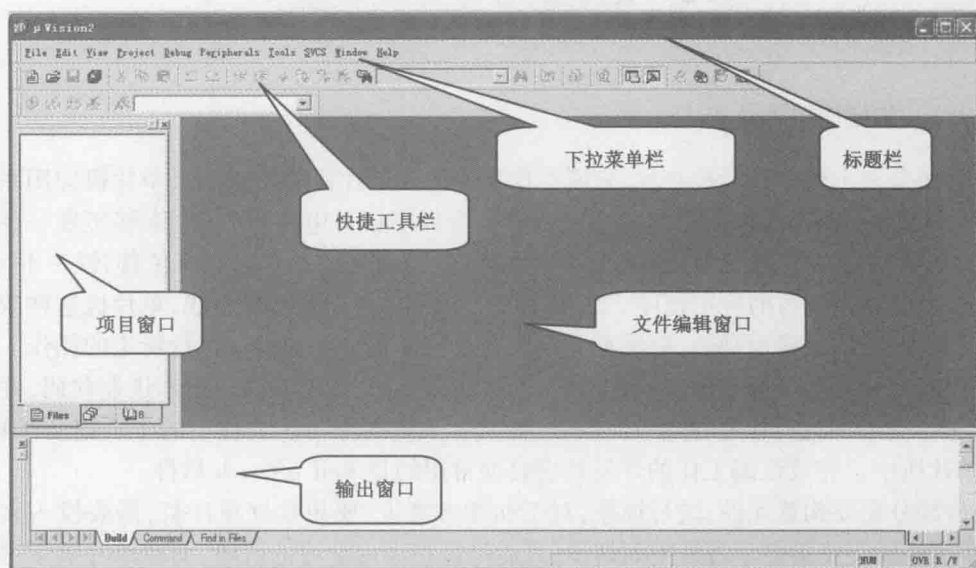 μVision2
File Edit View Project Debug Peripherals Tools SVCS Window Help
下拉菜单栏
标题栏
快捷工具栏
项目窗口
文件编辑窗口
Files B...
输出窗口
Build Command Find in Files
NUM OVR R /W